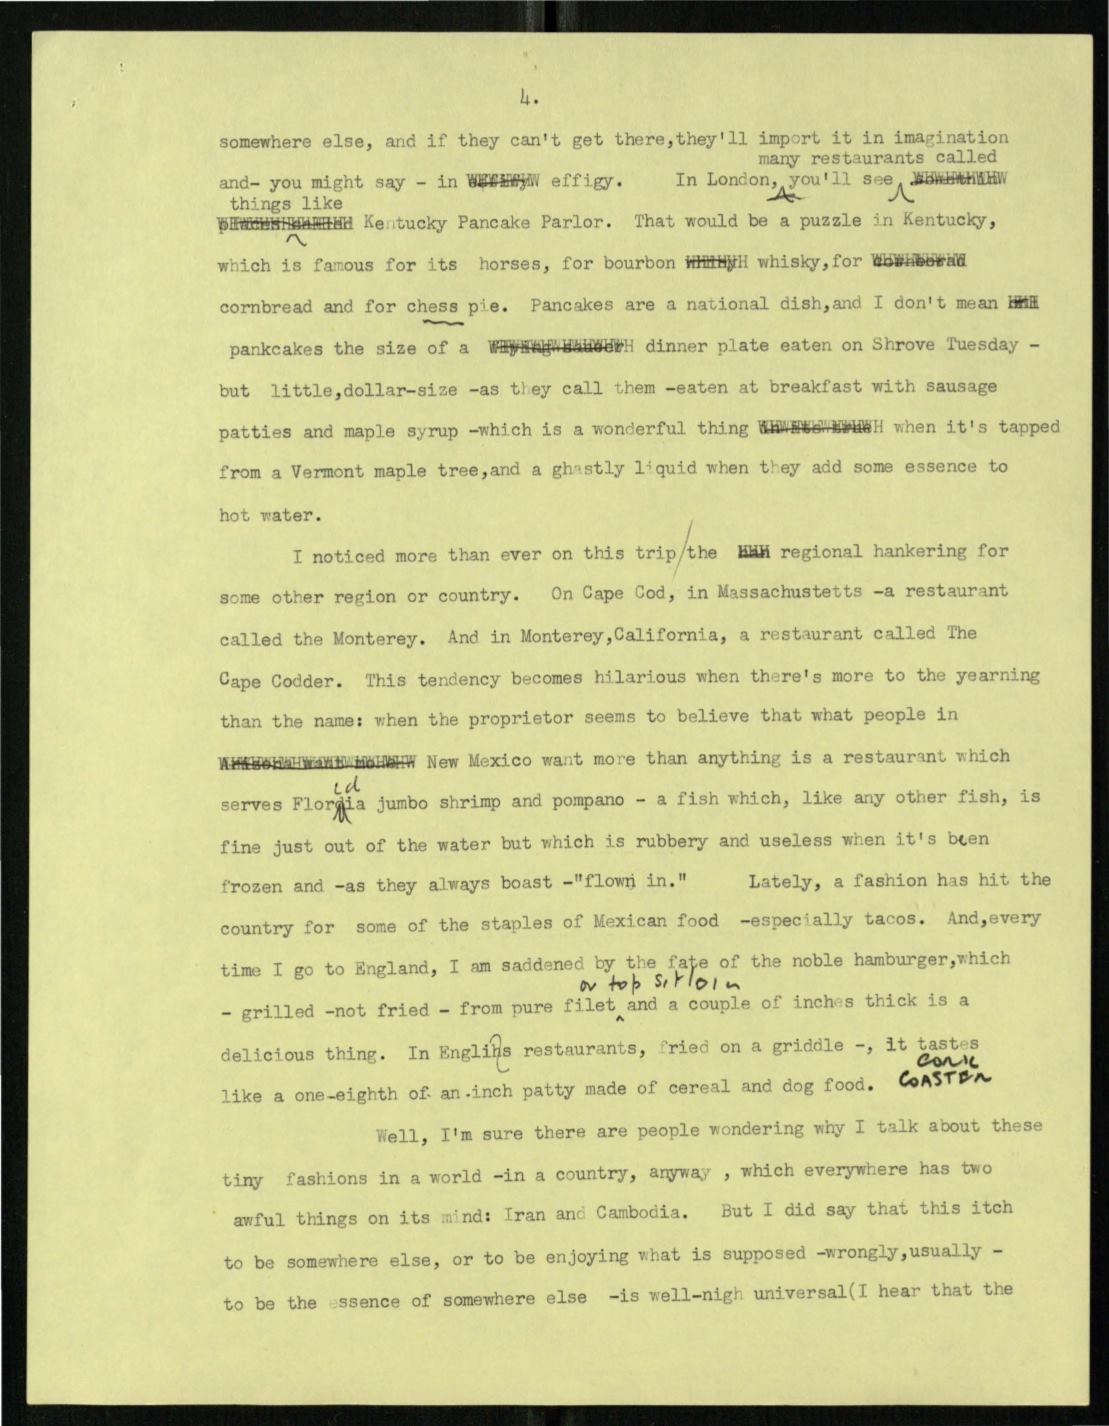 4.
somewhere else, and if they can't get there,they'll import it in imagination
many restaurants called
and- you might say - in effigy. In London, you'll see
things like
Kentucky Pancake Parlor. That would be a puzzle in Kentucky,
which is famous for its horses, for bourbon whisky,for
cornbread and for chess pie. Pancakes are a national dish,and I don't mean
pankcakes the size of a dinner plate eaten on Shrove Tuesday -
but little,dollar-size -as they call them -eaten at breakfast with sausage
patties and maple syrup -which is a wonderful thing when it's tapped
from a Vermont maple tree,and a ghastly liquid when they add some essence to
hot water.
I noticed more than ever on this trip/the regional hankering for
some other region or country. On Cape Cod, in Massachustetts -a restaurant
called the Monterey. And in Monterey,California, a restaurant called The
Cape Codder. This tendency becomes hilarious when there's more to the yearning
than the name: when the proprietor seems to believe that what people in
New Mexico want more than anything is a restaurant which
id
serves Flordia jumbo shrimp and pompano - a fish which, like any other fish, is
fine just out of the water but which is rubbery and useless when it's been
frozen and -as they always boast -"flown in." Lately, a fashion has hit the
country for some of the staples of Mexican food -especially tacos. And,every
time I go to England, I am saddened by the fate of the noble hamburger,which
or top sirloin
- grilled -not fried - from pure filet and a couple of inches thick is a
delicious thing. In Englihs restaurants, fried on a griddle -, it tastes
like a one-eighth of an inch patty made of cereal and dog food.
CORK
COASTER
Well, I'm sure there are people wondering why I talk about these
tiny fashions in a world -in a country, anyway , which everywhere has two
awful things on its mind: Iran and Cambodia. But I did say that this itch
to be somewhere else, or to be enjoying what is supposed -wrongly,usually -
to be the essence of somewhere else -is well-nigh universal(I hear that the